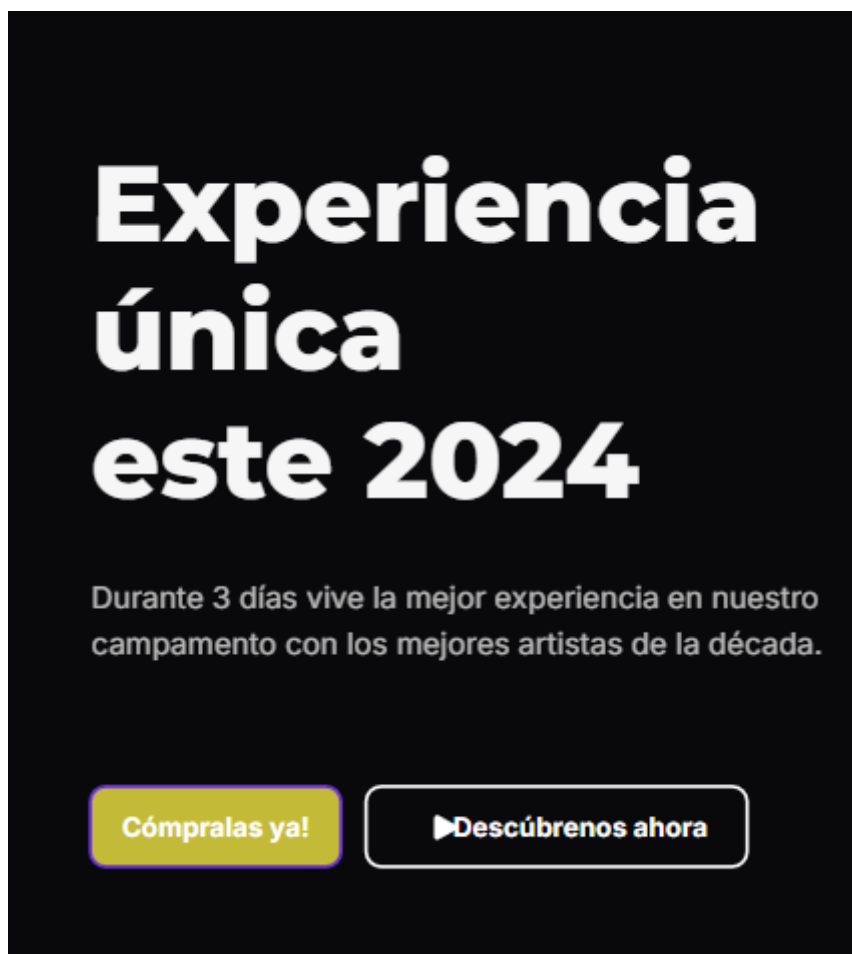 Experiencia
única
este 2024
Durante 3 días vive la mejor experiencia en nuestro
campamento con los mejores artistas de la década.
Cómpralas ya!
Descúbrenos ahora